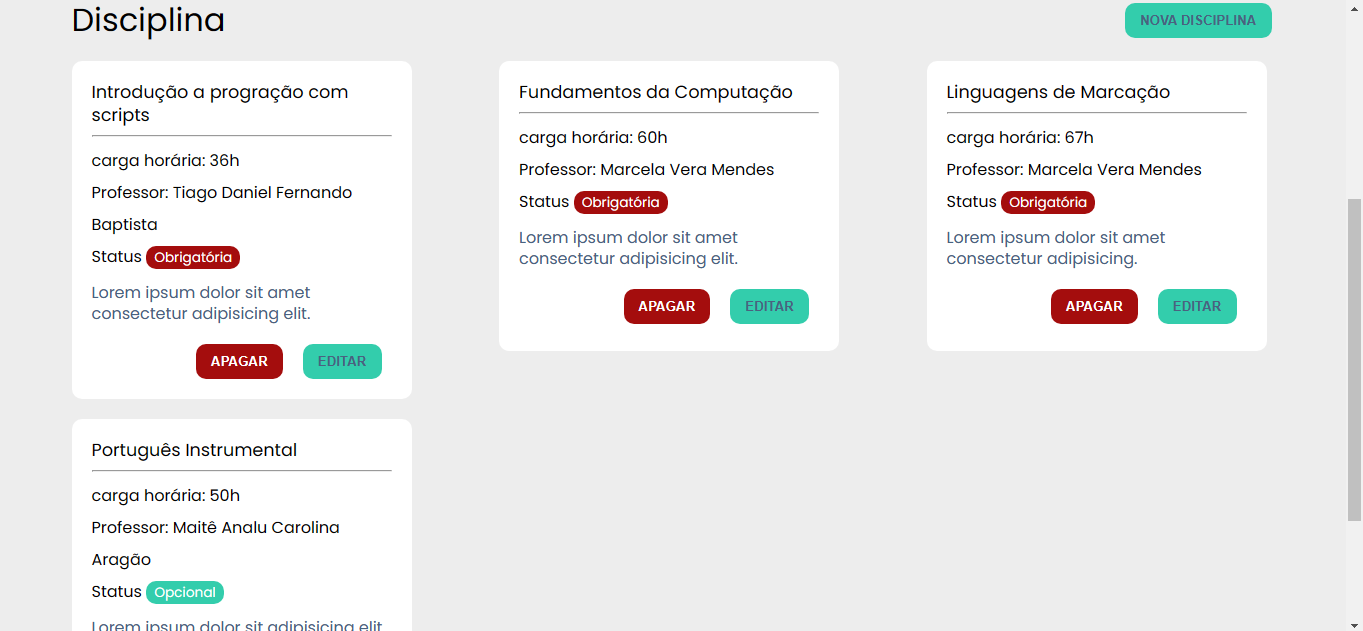 Disciplina
NOVA DISCIPLINA
Introdução a progração com
scripts
carga horária: 36h
Professor: Tiago Daniel Fernando
Baptista
Status Obrigatória
Lorem ipsum dolor sit amet
consectetur adipisicing elit.
APAGAR EDITAR
Fundamentos da Computação
carga horária: 60h
Professor: Marcela Vera Mendes
Status Obrigatória
Lorem ipsum dolor sit amet
consectetur adipisicing elit.
APAGAR EDITAR
Linguagens de Marcação
carga horária: 67h
Professor: Marcela Vera Mendes
Status Obrigatória
Lorem ipsum dolor sit amet
consectetur adipisicing.
APAGAR EDITAR
Português Instrumental
carga horária: 50h
Professor: Maitê Analu Carolina
Aragão
Status Opcional
Lorem ipsum dolor sit adipisicing elit